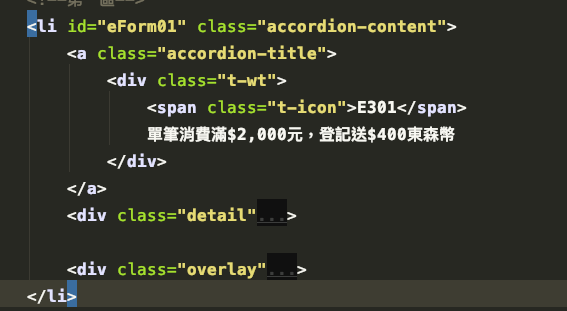 <li id="eForm01" class="accordion-content">
<a class="accordion-title">
<div class="t-wt">
<span class="t-icon">E301</span>
單筆消費滿$2,000元，登記送$400東森幣
</div>
</a>
<div class="detail"...>
<div class="overlay"...>
</li>